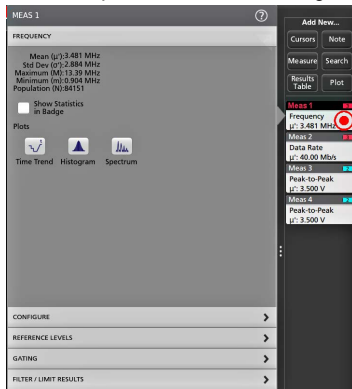 MEAS 1
?
FREQUENCY
Mean (µ'):3.481 MHz
Std Dev (σ'):2.884 MHz
Maximum (M):13.39 MHz
Minimum (m):0.904 MHz
Population (N):84151
Show Statistics
in Badge
Plots
Time Trend Histogram Spectrum
CONFIGURE
REFERENCE LEVELS
GATING
FILTER / LIMIT RESULTS
Add New...
Cursors Note
Measure Search
Results
Table
Plot
Meas 1
Frequency
µ': 3.481 MHz
Meas 2
Data Rate
µ': 40.00 Mb/s
Meas 3
Peak-to-Peak
µ': 3.500 V
Meas 4
Peak-to-Peak
µ': 3.500 V